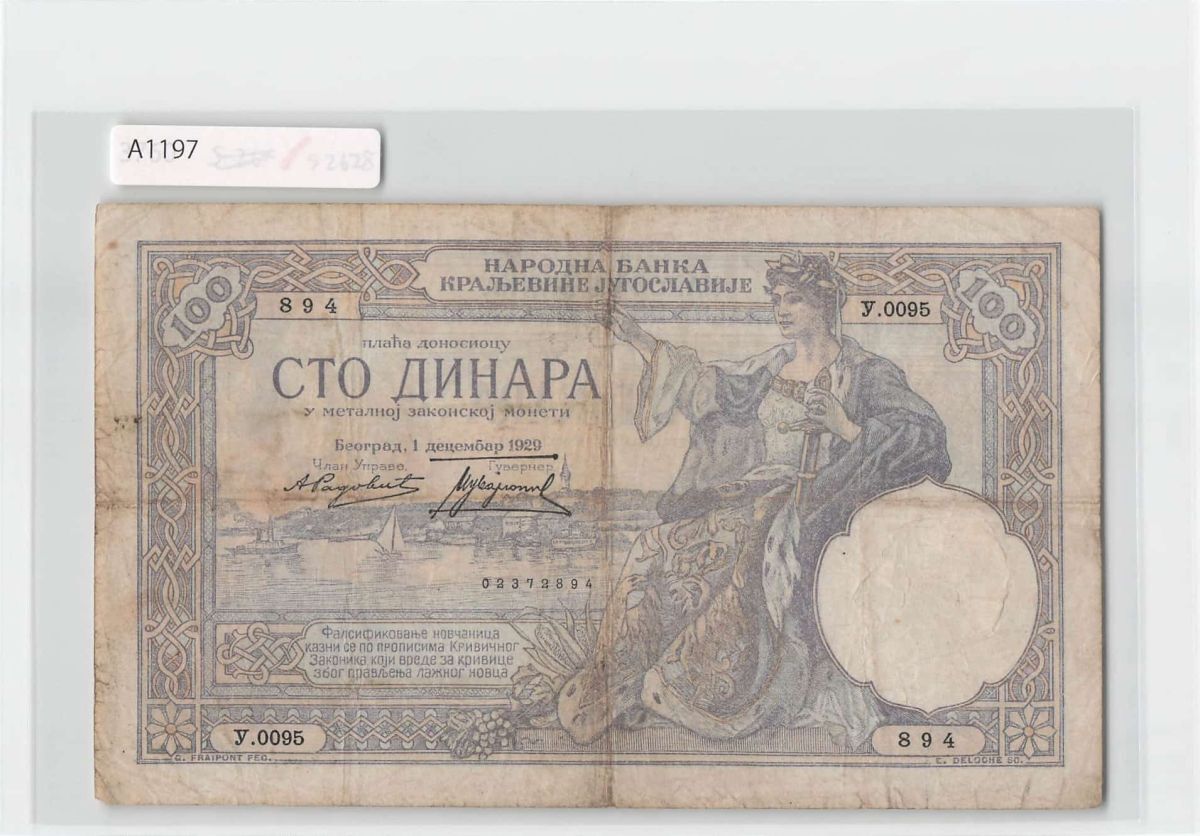 A1197
92628
НАРОДНА БАНКА
КРАЉЕВИНЕ ЈУГОСЛАВИЈЕ
100
100
894
У.0095
плаћа доносиоцу
СТО ДИНАРА
у металној законској монети
Београд, 1 децембар 1929
Члан Управе,
Гувернер
02372894
Фалсификовање новчаница
казни се по прописима Кривичног
Законика који вреде за кривице
због прављења лажног новца
У.0095
894
G. FRAIPONT FEC.
E. DELOCHE SC.